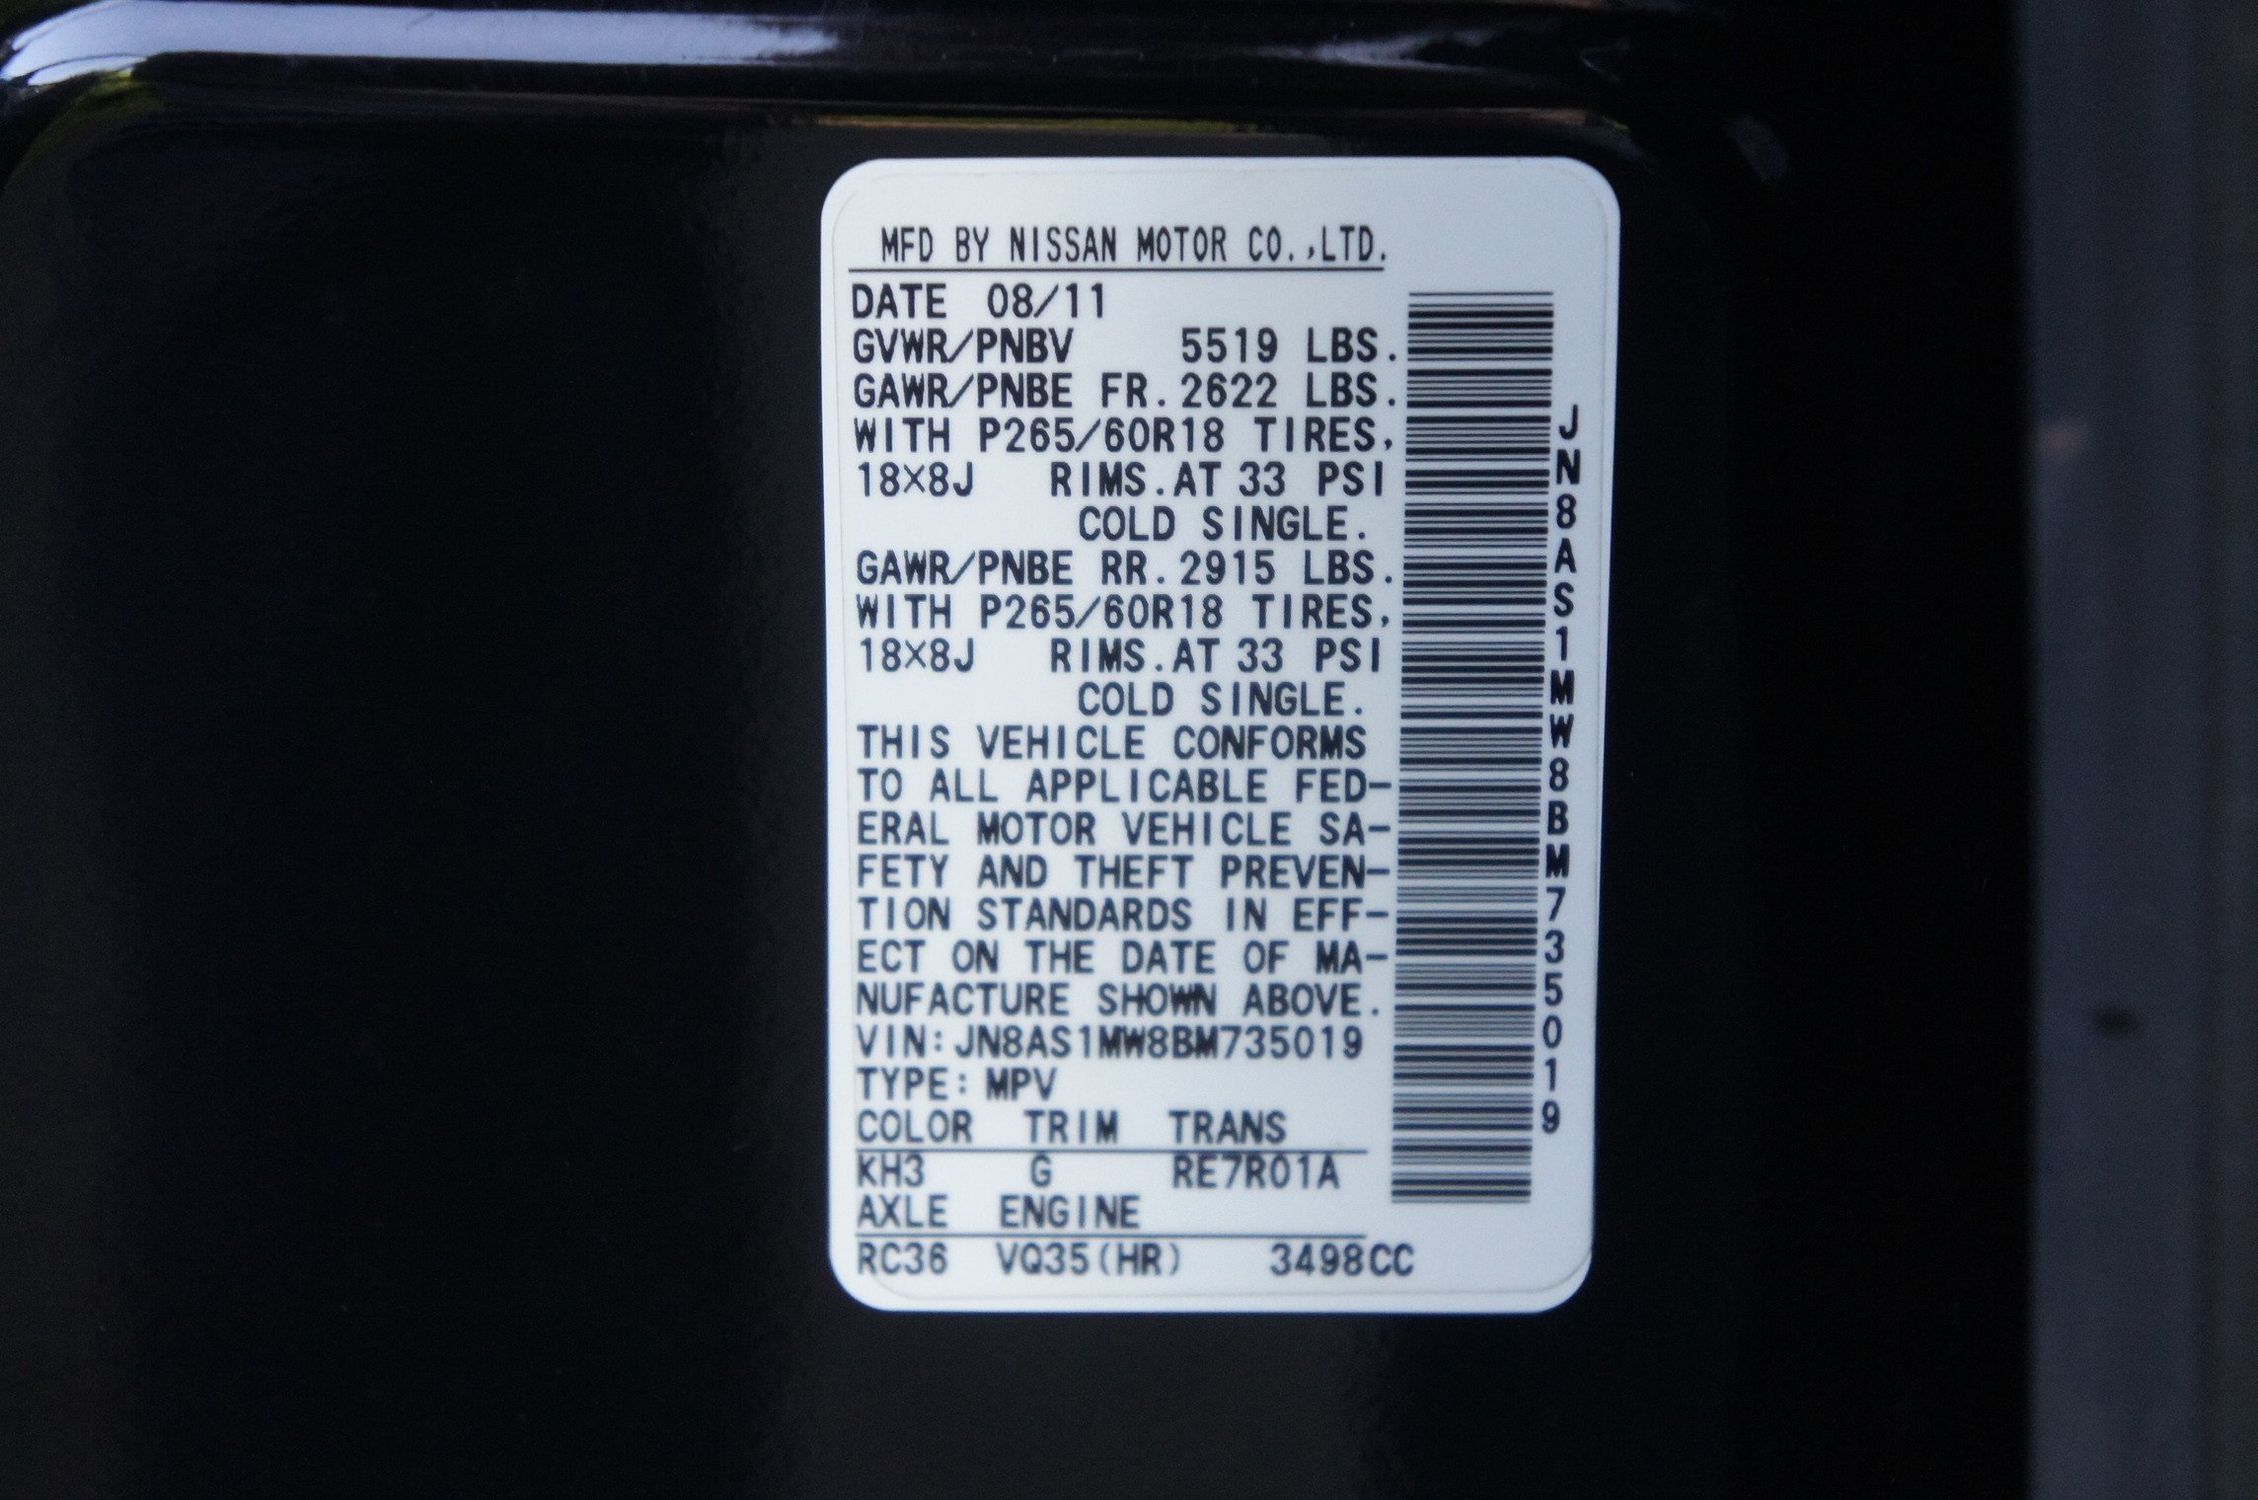 MFD BY NISSAN MOTOR CO.,LTD.
DATE 08/11
GVWR/PNBV 5519 LBS.
GAWR/PNBE FR.2622 LBS.
WITH P265/60R18 TIRES,
18×8J RIMS.AT 33 PSI
COLD SINGLE.
GAWR/PNBE RR.2915 LBS.
WITH P265/60R18 TIRES,
18×8J RIMS.AT 33 PSI
COLD SINGLE.
THIS VEHICLE CONFORMS
TO ALL APPLICABLE FED-
ERAL MOTOR VEHICLE SA-
FETY AND THEFT PREVEN-
TION STANDARDS IN EFF-
ECT ON THE DATE OF MA-
NUFACTURE SHOWN ABOVE.
VIN:JN8AS1MW8BM735019
TYPE:MPV
COLOR TRIM TRANS
KH3 G RE7R01A
AXLE ENGINE
RC36 VQ35(HR) 3498CC
JN8AS1MW8BM735019